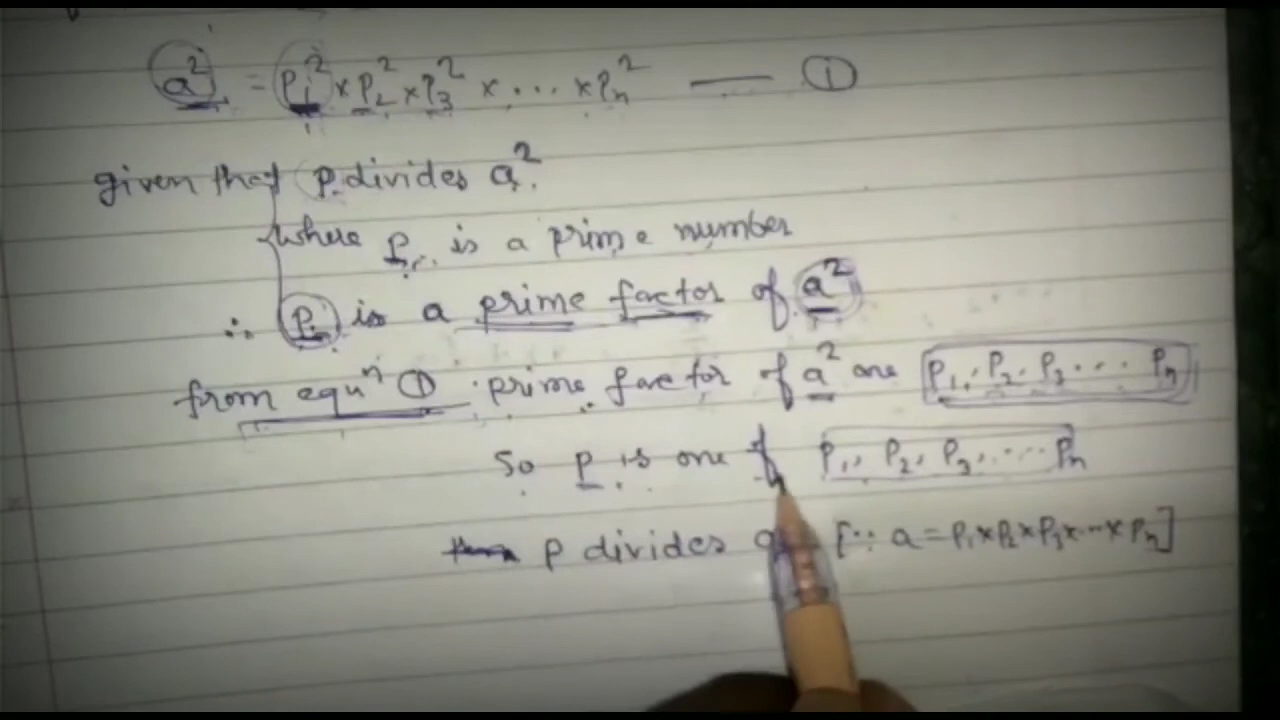 a² = P₁² × P₂² × P₃² × ... × Pₙ² — ①
given that p divides a².
where p is a prime number
∴ p is a prime factor of a²
from equⁿ ① prime factor of a² are P₁, P₂, P₃ ... Pₙ
So p is one of P₁, P₂, P₃, ... Pₙ
p divides a [∵ a = P₁×P₂×P₃×...×Pₙ]